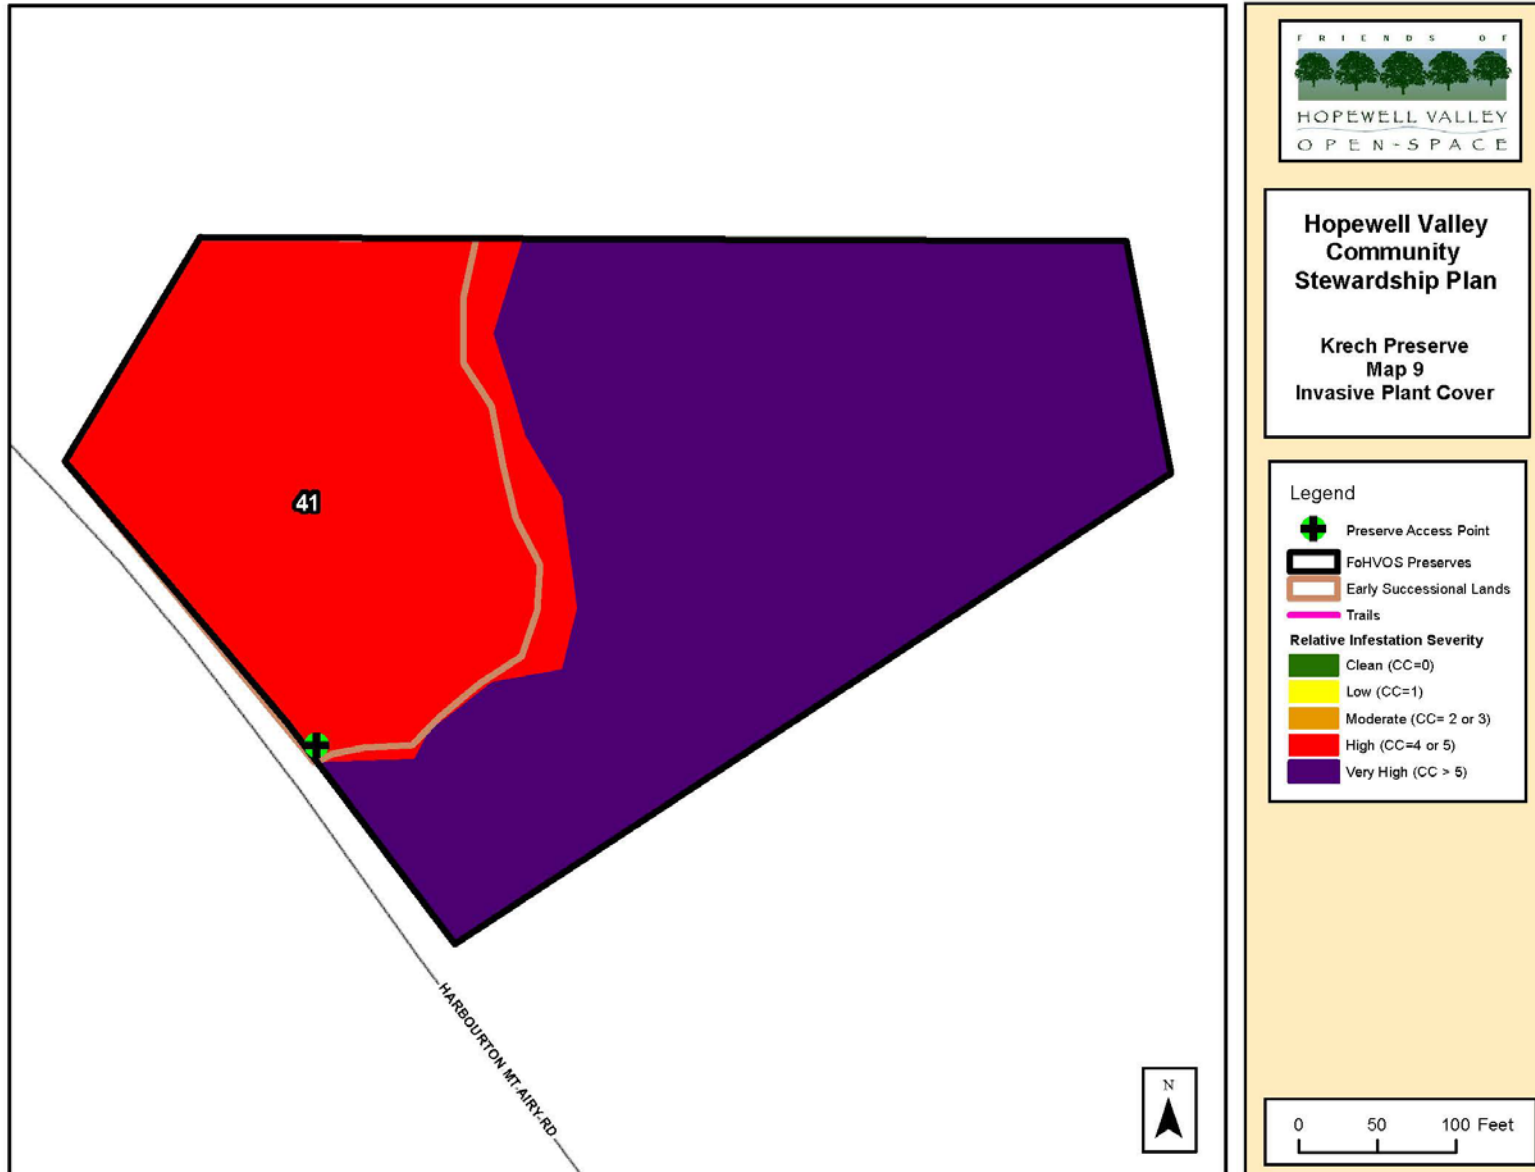 FRIENDS OF
HOPEWELL VALLEY
OPEN-SPACE
Hopewell Valley
Community
Stewardship Plan
Krech Preserve
Map 9
Invasive Plant Cover
Legend
Preserve Access Point
FoHVOS Preserves
Early Successional Lands
Trails
Relative Infestation Severity
Clean (CC=0)
Low (CC=1)
Moderate (CC= 2 or 3)
High (CC=4 or 5)
Very High (CC > 5)
41
HARBOURTON MT-AIRY-RD
N
0 50 100 Feet